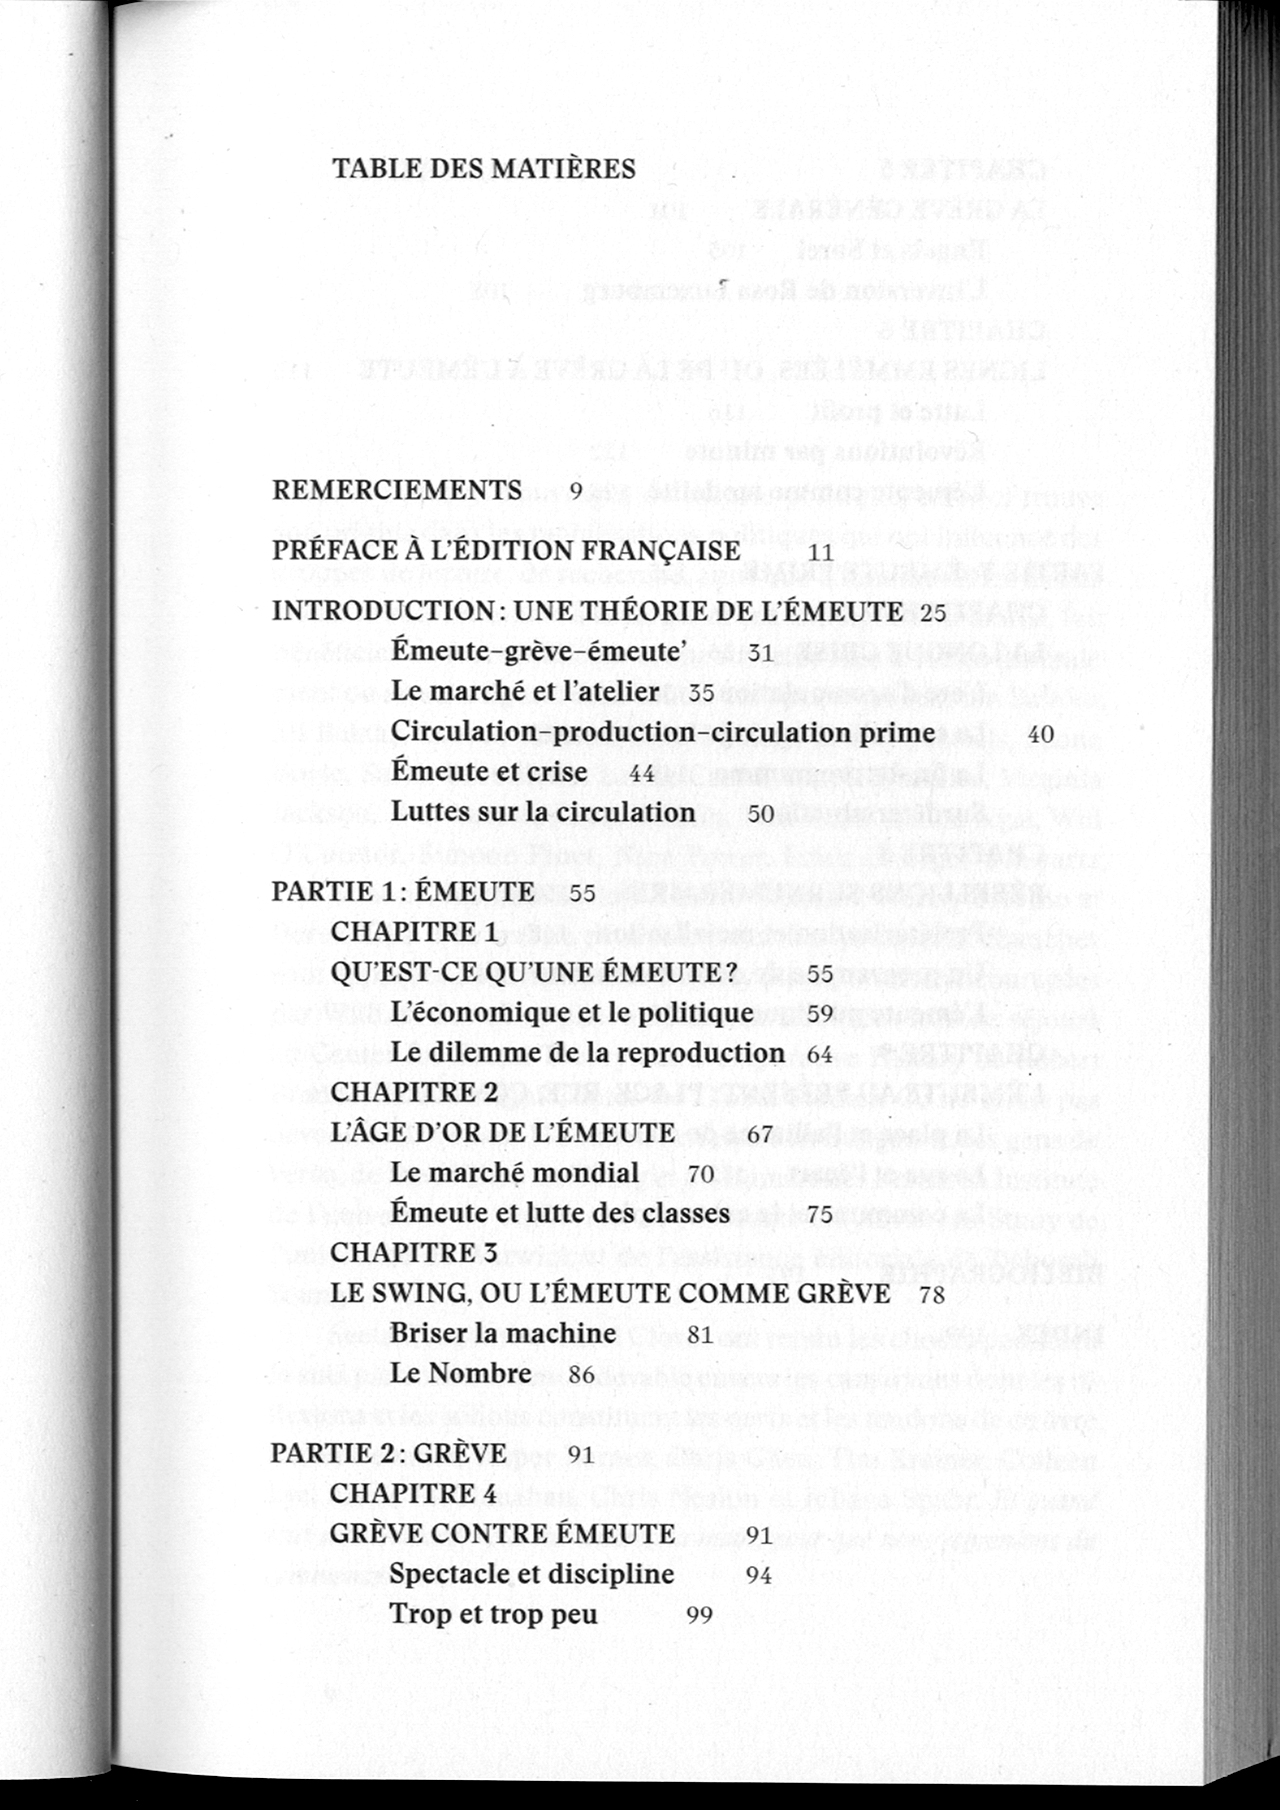 TABLE DES MATIÈRES
REMERCIEMENTS 9
PRÉFACE À L'ÉDITION FRANÇAISE 11
INTRODUCTION : UNE THÉORIE DE L'ÉMEUTE 25
Émeute–grève–émeute' 31
Le marché et l'atelier 35
Circulation–production–circulation prime 40
Émeute et crise 44
Luttes sur la circulation 50
PARTIE 1 : ÉMEUTE 55
CHAPITRE 1
QU'EST-CE QU'UNE ÉMEUTE ? 55
L'économique et le politique 59
Le dilemme de la reproduction 64
CHAPITRE 2
L'ÂGE D'OR DE L'ÉMEUTE 67
Le marché mondial 70
Émeute et lutte des classes 75
CHAPITRE 3
LE SWING, OU L'ÉMEUTE COMME GRÈVE 78
Briser la machine 81
Le Nombre 86
PARTIE 2 : GRÈVE 91
CHAPITRE 4
GRÈVE CONTRE ÉMEUTE 91
Spectacle et discipline 94
Trop et trop peu 99